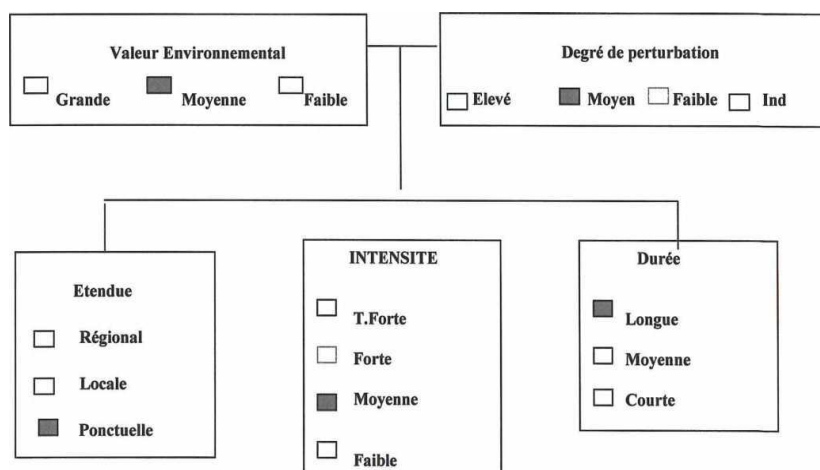 Valeur Environnemental
Grande Moyenne Faible
Degré de perturbation
Elevé Moyen Faible Ind
Etendue
Régional
Locale
Ponctuelle
INTENSITE
T.Forte
Forte
Moyenne
Faible
Durée
Longue
Moyenne
Courte